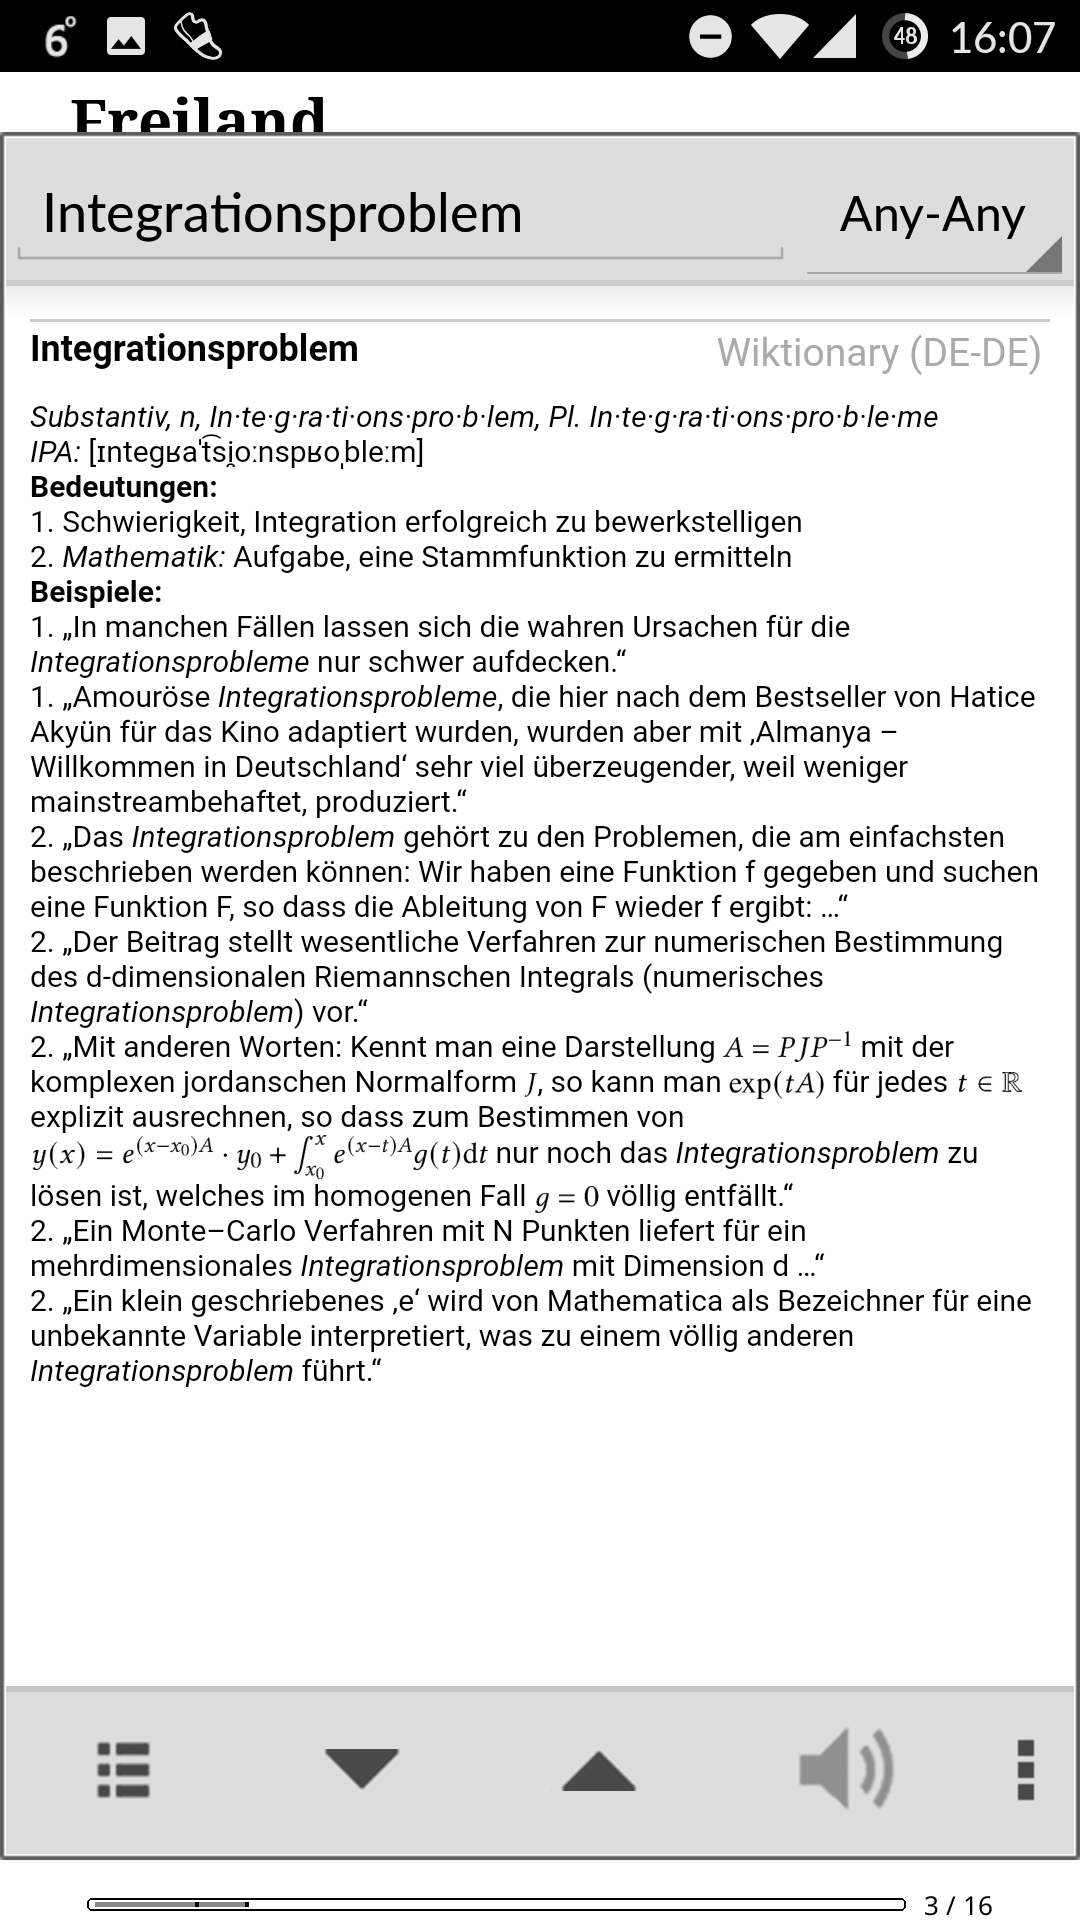 6°
48
16:07
Freiland
Integrationsproblem
Any-Any
Integrationsproblem
Wiktionary (DE-DE)
Substantiv, n, In·te·g·ra·ti·ons·pro·b·lem, Pl. In·te·g·ra·ti·ons·pro·b·le·me
IPA: [ɪnteɡʁaˈt͡si̯oːnspʁoˌbleːm]
Bedeutungen:
1. Schwierigkeit, Integration erfolgreich zu bewerkstelligen
2. Mathematik: Aufgabe, eine Stammfunktion zu ermitteln
Beispiele:
1. „In manchen Fällen lassen sich die wahren Ursachen für die
Integrationsprobleme nur schwer aufdecken.“
1. „Amouröse Integrationsprobleme, die hier nach dem Bestseller von Hatice
Akyün für das Kino adaptiert wurden, wurden aber mit ‚Almanya –
Willkommen in Deutschland‘ sehr viel überzeugender, weil weniger
mainstreambehaftet, produziert.“
2. „Das Integrationsproblem gehört zu den Problemen, die am einfachsten
beschrieben werden können: Wir haben eine Funktion f gegeben und suchen
eine Funktion F, so dass die Ableitung von F wieder f ergibt: …“
2. „Der Beitrag stellt wesentliche Verfahren zur numerischen Bestimmung
des d-dimensionalen Riemannschen Integrals (numerisches
Integrationsproblem) vor.“
2. „Mit anderen Worten: Kennt man eine Darstellung A = PJP⁻¹ mit der
komplexen jordanschen Normalform J, so kann man exp(tA) für jedes t ∈ ℝ
explizit ausrechnen, so dass zum Bestimmen von
y(x) = e^{(x−x₀)A} · y₀ + ∫_{x₀}^{x} e^{(x−t)A}g(t)dt nur noch das Integrationsproblem zu
lösen ist, welches im homogenen Fall g = 0 völlig entfällt.“
2. „Ein Monte–Carlo Verfahren mit N Punkten liefert für ein
mehrdimensionales Integrationsproblem mit Dimension d …“
2. „Ein klein geschriebenes ‚e‘ wird von Mathematica als Bezeichner für eine
unbekannte Variable interpretiert, was zu einem völlig anderen
Integrationsproblem führt.“
3 / 16